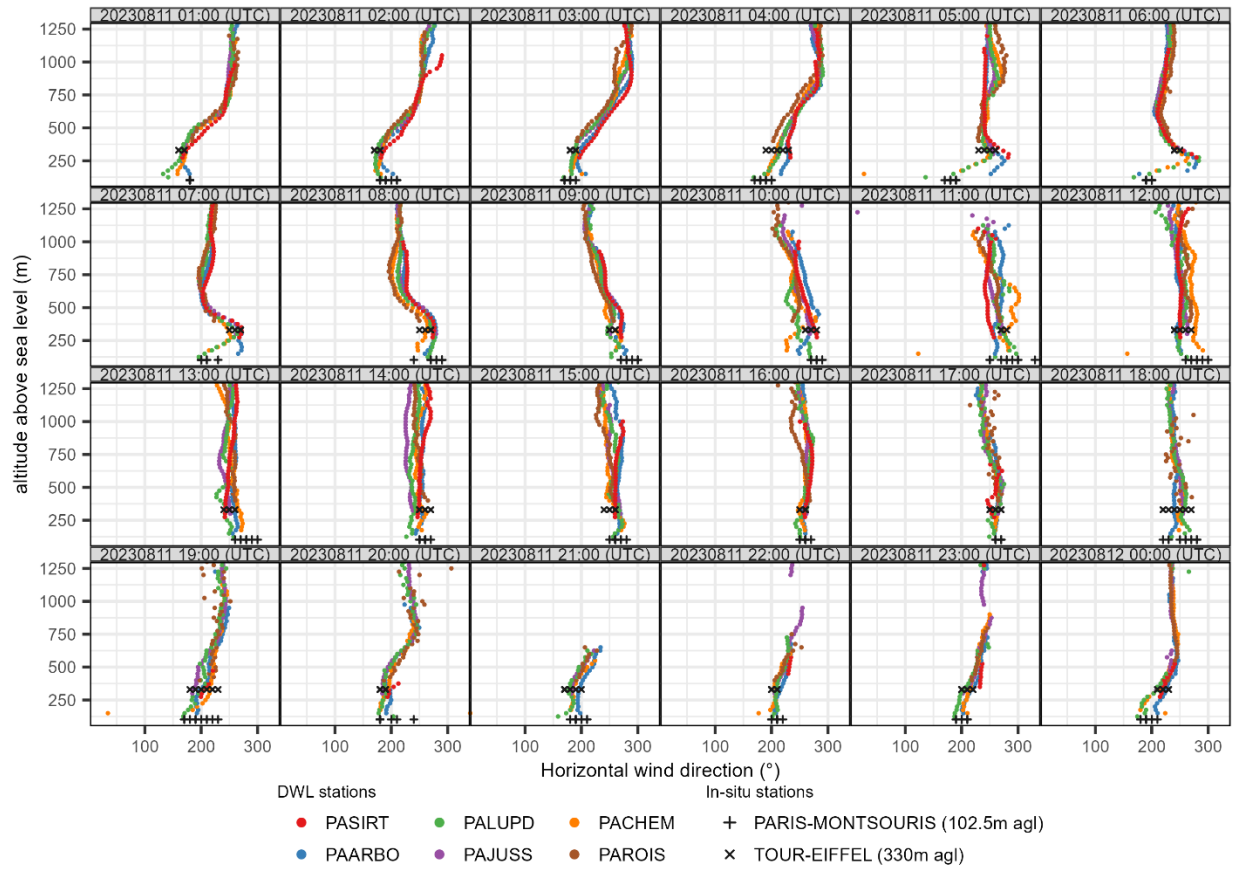 20230811 01:00 (UTC) 20230811 02:00 (UTC) 20230811 03:00 (UTC) 20230811 04:00 (UTC) 20230811 05:00 (UTC) 20230811 06:00 (UTC)
1250
1000
750
500
250
20230811 07:00 (UTC) 20230811 08:00 (UTC) 20230811 09:00 (UTC) 20230811 10:00 (UTC) 20230811 11:00 (UTC) 20230811 12:00 (UTC)
1250
1000
750
500
250
20230811 13:00 (UTC) 20230811 14:00 (UTC) 20230811 15:00 (UTC) 20230811 16:00 (UTC) 20230811 17:00 (UTC) 20230811 18:00 (UTC)
1250
1000
750
500
250
20230811 19:00 (UTC) 20230811 20:00 (UTC) 20230811 21:00 (UTC) 20230811 22:00 (UTC) 20230811 23:00 (UTC) 20230812 00:00 (UTC)
1250
1000
750
500
250
altitude above sea level (m)
100 200 300 100 200 300 100 200 300 100 200 300 100 200 300 100 200 300
Horizontal wind direction (°)
DWL stations In-situ stations
PASIRT PALUPD PACHEM PARIS-MONTSOURIS (102.5m agl)
PAARBO PAJUSS PAROIS TOUR-EIFFEL (330m agl)